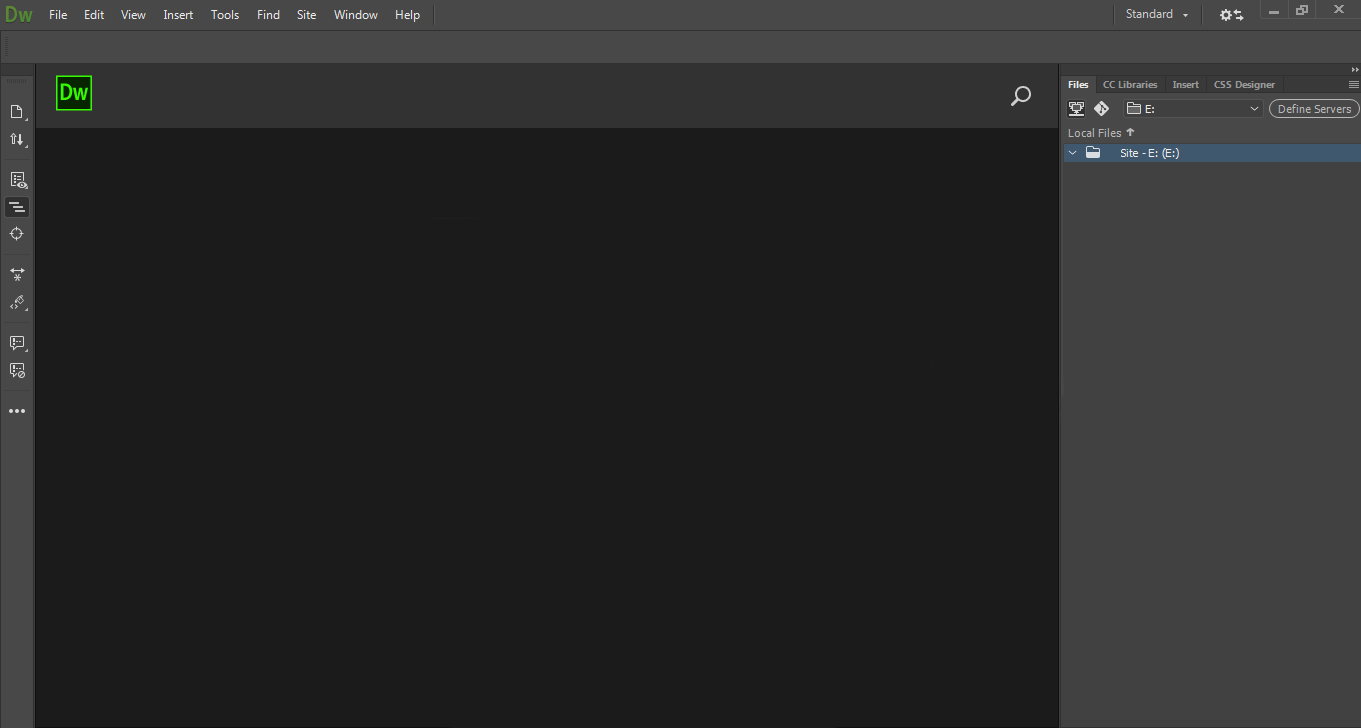 Dw File Edit View Insert Tools Find Site Window Help Standard
Dw
Files CC Libraries Insert CSS Designer
E: Define Servers
Local Files
Site - E: (E:)